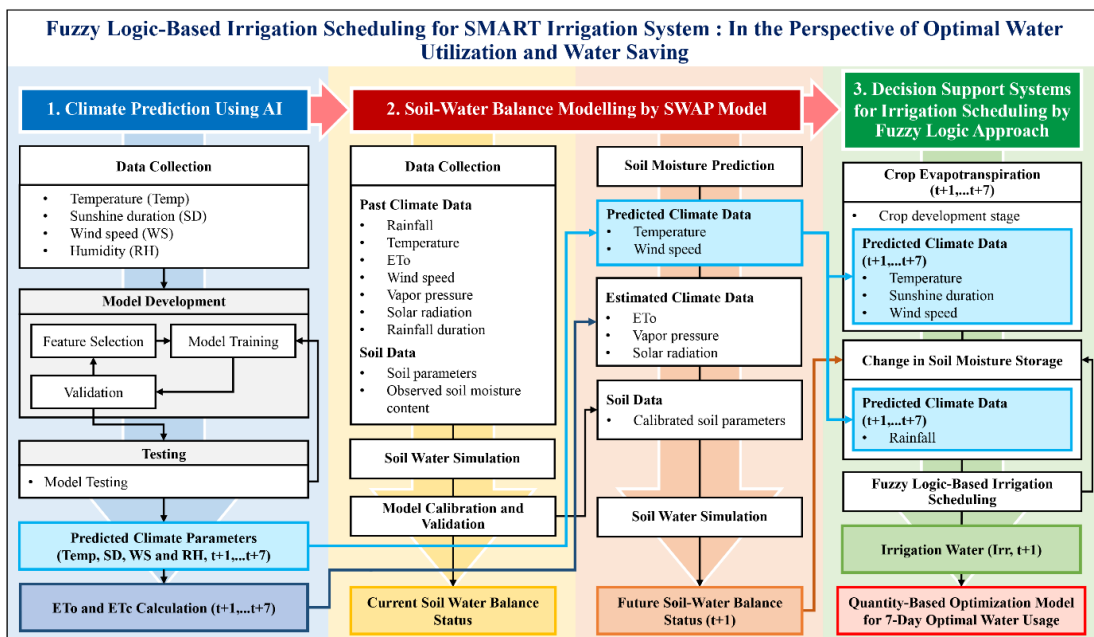 Fuzzy Logic-Based Irrigation Scheduling for SMART Irrigation System : In the Perspective of Optimal Water
Utilization and Water Saving
1. Climate Prediction Using AI
Data Collection
• Temperature (Temp)
• Sunshine duration (SD)
• Wind speed (WS)
• Humidity (RH)
Model Development
Feature Selection
Model Training
Validation
Testing
• Model Testing
Predicted Climate Parameters
(Temp, SD, WS and RH, t+1,...t+7)
ETo and ETc Calculation (t+1,...t+7)
2. Soil-Water Balance Modelling by SWAP Model
Data Collection
Past Climate Data
• Rainfall
• Temperature
• ETo
• Wind speed
• Vapor pressure
• Solar radiation
• Rainfall duration
Soil Data
• Soil parameters
• Observed soil moisture
content
Soil Water Simulation
Model Calibration and
Validation
Current Soil Water Balance
Status
Soil Moisture Prediction
Predicted Climate Data
• Temperature
• Wind speed
Estimated Climate Data
• ETo
• Vapor pressure
• Solar radiation
Soil Data
• Calibrated soil parameters
Soil Water Simulation
Future Soil-Water Balance
Status (t+1)
3. Decision Support Systems
for Irrigation Scheduling by
Fuzzy Logic Approach
Crop Evapotranspiration
(t+1,...t+7)
• Crop development stage
Predicted Climate Data
(t+1,...t+7)
• Temperature
• Sunshine duration
• Wind speed
Change in Soil Moisture Storage
Predicted Climate Data
(t+1,...t+7)
• Rainfall
Fuzzy Logic-Based Irrigation
Scheduling
Irrigation Water (Irr, t+1)
Quantity-Based Optimization Model
for 7-Day Optimal Water Usage